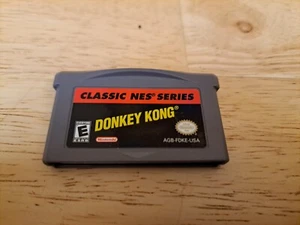 CLASSIC NES® SERIES
DONKEY KONG®
E
Nintendo
AGB-FDKE-USA